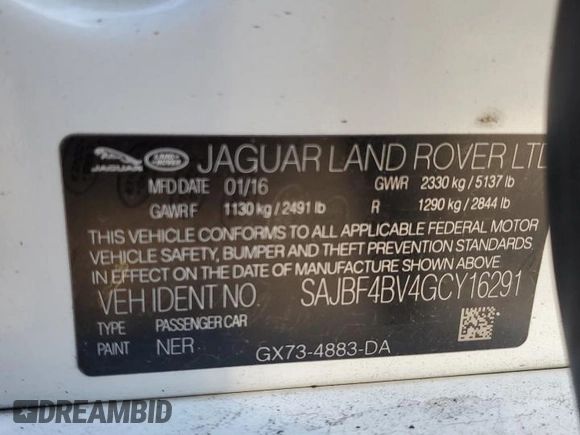 JAGUAR LAND ROVER LTD
JAGUAR
LAND ROVER
MFD DATE 01/16 GWWR 2330 kg / 5137 lb
GAWR F 1130 kg / 2491 lb R 1290 kg / 2844 lb
THIS VEHICLE CONFORMS TO ALL APPLICABLE FEDERAL MOTOR
VEHICLE SAFETY, BUMPER AND THEFT PREVENTION STANDARDS
IN EFFECT ON THE DATE OF MANUFACTURE SHOWN ABOVE
VEH IDENT NO. SAJBF4BV4GCY16291
TYPE PASSENGER CAR
PAINT NER
GX73-4883-DA
DREAMBID